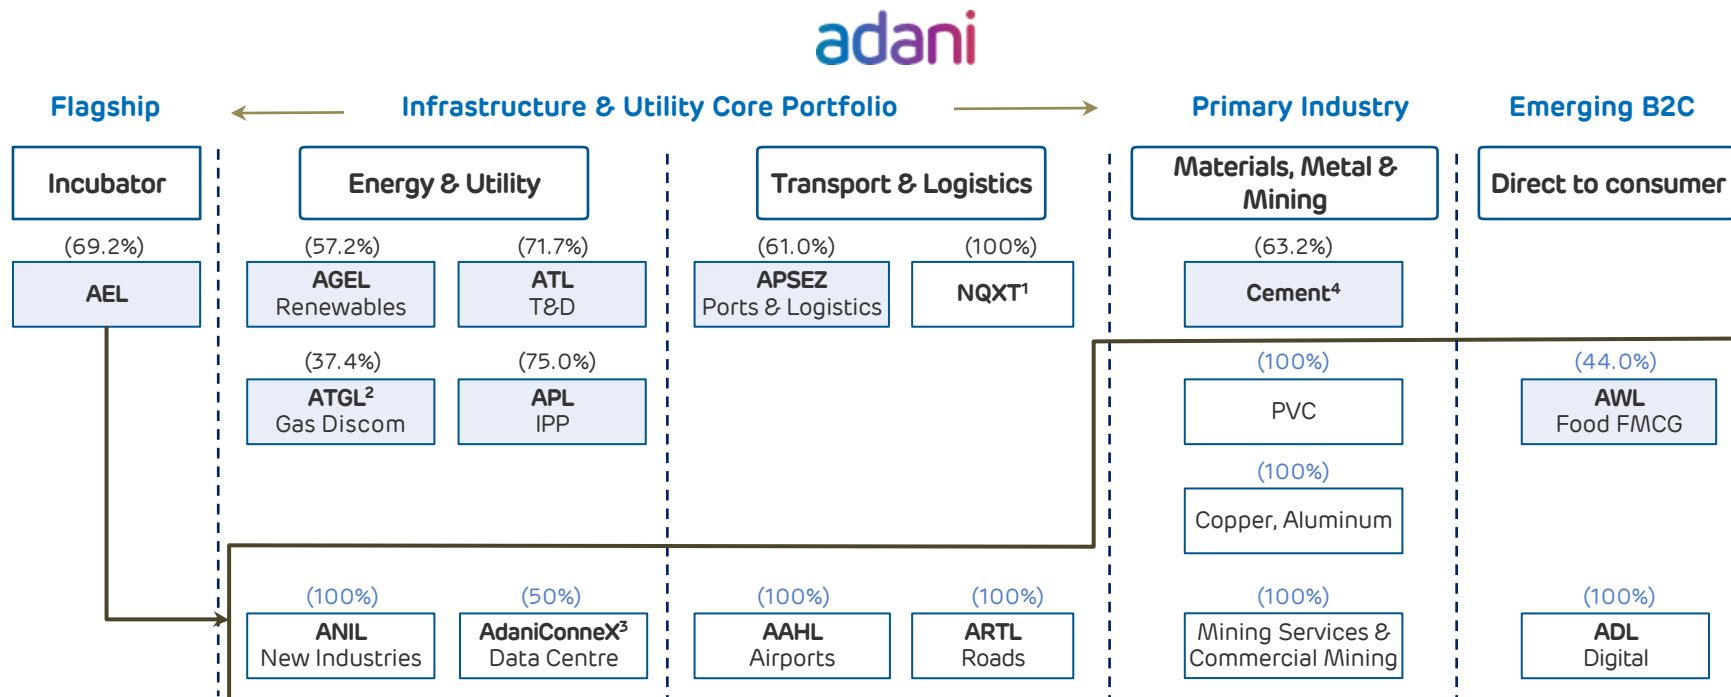 adani
Flagship
Infrastructure & Utility Core Portfolio
Primary Industry
Emerging B2C
Incubator
Energy & Utility
Transport & Logistics
Materials, Metal &
Mining
Direct to consumer
(69.2%)
AEL
(57.2%)
AGEL
Renewables
(71.7%)
ATL
T&D
(61.0%)
APSEZ
Ports & Logistics
(100%)
NQXT¹
(63.2%)
Cement⁴
(37.4%)
ATGL²
Gas Discom
(75.0%)
APL
IPP
(100%)
PVC
(44.0%)
AWL
Food FMCG
(100%)
Copper, Aluminum
(100%)
ANIL
New Industries
(50%)
AdaniConneX³
Data Centre
(100%)
AAHL
Airports
(100%)
ARTL
Roads
(100%)
Mining Services &
Commercial Mining
(100%)
ADL
Digital